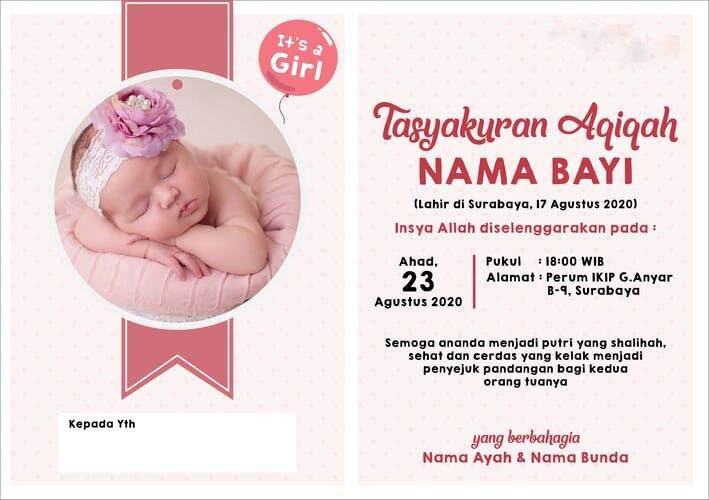 It's a
Girl
Kepada Yth
Tasyakuran Aqiqah
NAMA BAYI
(Lahir di Surabaya, 17 Agustus 2020)
Insya Allah diselenggarakan pada :
Ahad,
23
Agustus 2020
Pukul : 18:00 WIB
Alamat : Perum IKIP G.Anyar
B-9, Surabaya
Semoga ananda menjadi putri yang shalihah,
sehat dan cerdas yang kelak menjadi
penyejuk pandangan bagi kedua
orang tuanya
yang berbahagia
Nama Ayah & Nama Bunda